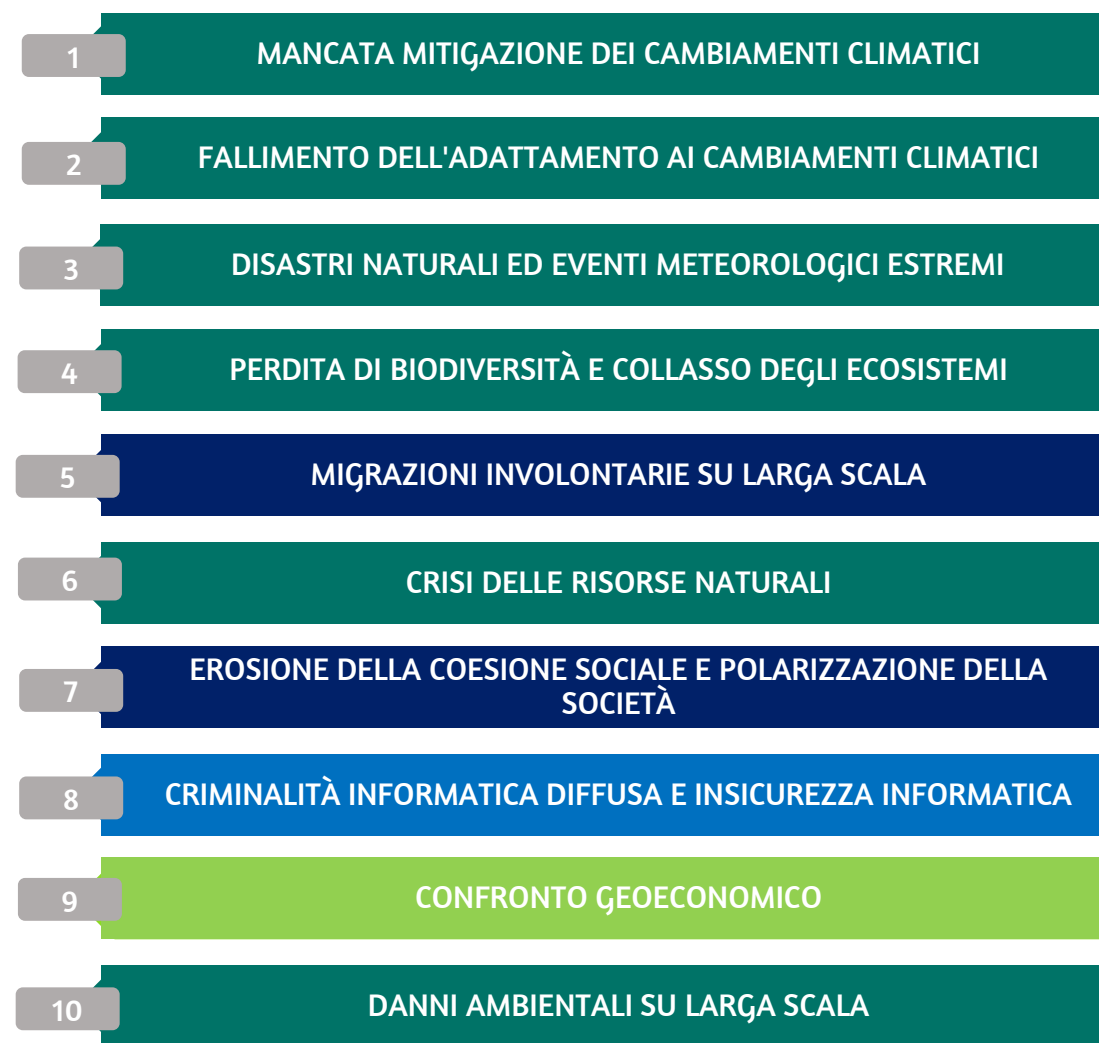 1
MANCATA MITIGAZIONE DEI CAMBIAMENTI CLIMATICI
2
FALLIMENTO DELL'ADATTAMENTO AI CAMBIAMENTI CLIMATICI
3
DISASTRI NATURALI ED EVENTI METEOROLOGICI ESTREMI
4
PERDITA DI BIODIVERSITÀ E COLLASSO DEGLI ECOSISTEMI
5
MIGRAZIONI INVOLONTARIE SU LARGA SCALA
6
CRISI DELLE RISORSE NATURALI
7
EROSIONE DELLA COESIONE SOCIALE E POLARIZZAZIONE DELLA
SOCIETÀ
8
CRIMINALITÀ INFORMATICA DIFFUSA E INSICUREZZA INFORMATICA
9
CONFRONTO GEOECONOMICO
10
DANNI AMBIENTALI SU LARGA SCALA